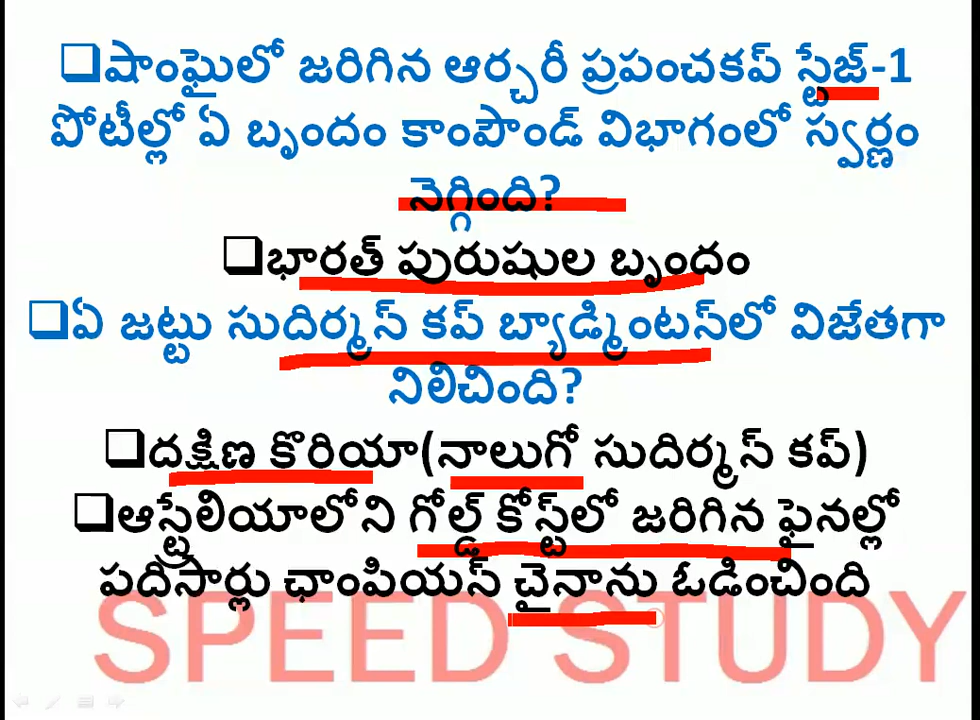 ❑షాంఘైలో జరిగిన ఆర్చరీ ప్రపంచకప్ స్టేజ్-1
పోటీల్లో ఏ బృందం కాంపౌండ్ విభాగంలో స్వర్ణం
నెగ్గింది?
❑భారత్ పురుషుల బృందం
❑ఏ జట్టు సుదిర్మన్ కప్ బ్యాడ్మింటన్‌లో విజేతగా
నిలిచింది?
❑దక్షిణ కొరియా(నాలుగో సుదిర్మన్ కప్)
❑ఆస్ట్రేలియాలోని గోల్డ్ కోస్ట్‌లో జరిగిన ఫైనల్లో
పదిసార్లు ఛాంపియన్ చైనాను ఓడించింది
SPEED STUDY